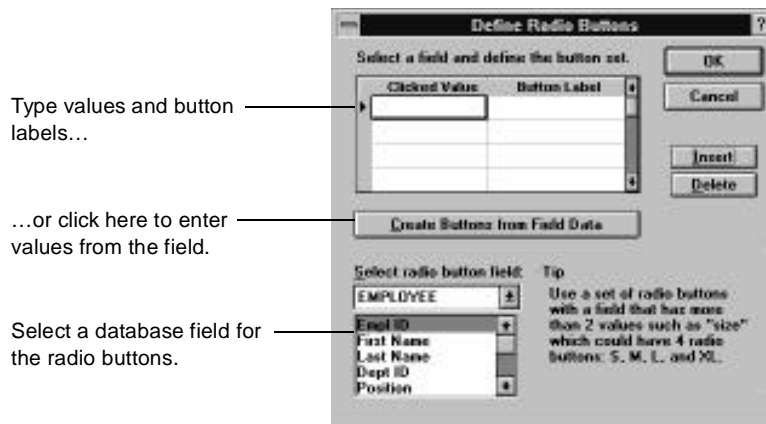 Define Radio Buttons
?
Select a field and define the button set.
OK
Clicked Value
Button Label
Cancel
Type values and button
labels…
Insert
Delete
…or click here to enter
values from the field.
Create Buttons from Field Data
Select radio button field:
EMPLOYEE
Select a database field for
the radio buttons.
Empl ID
First Name
Last Name
Dept ID
Position
Tip
Use a set of radio buttons
with a field that has more
than 2 values such as "size"
which could have 4 radio
buttons: S, M, L, and XL.